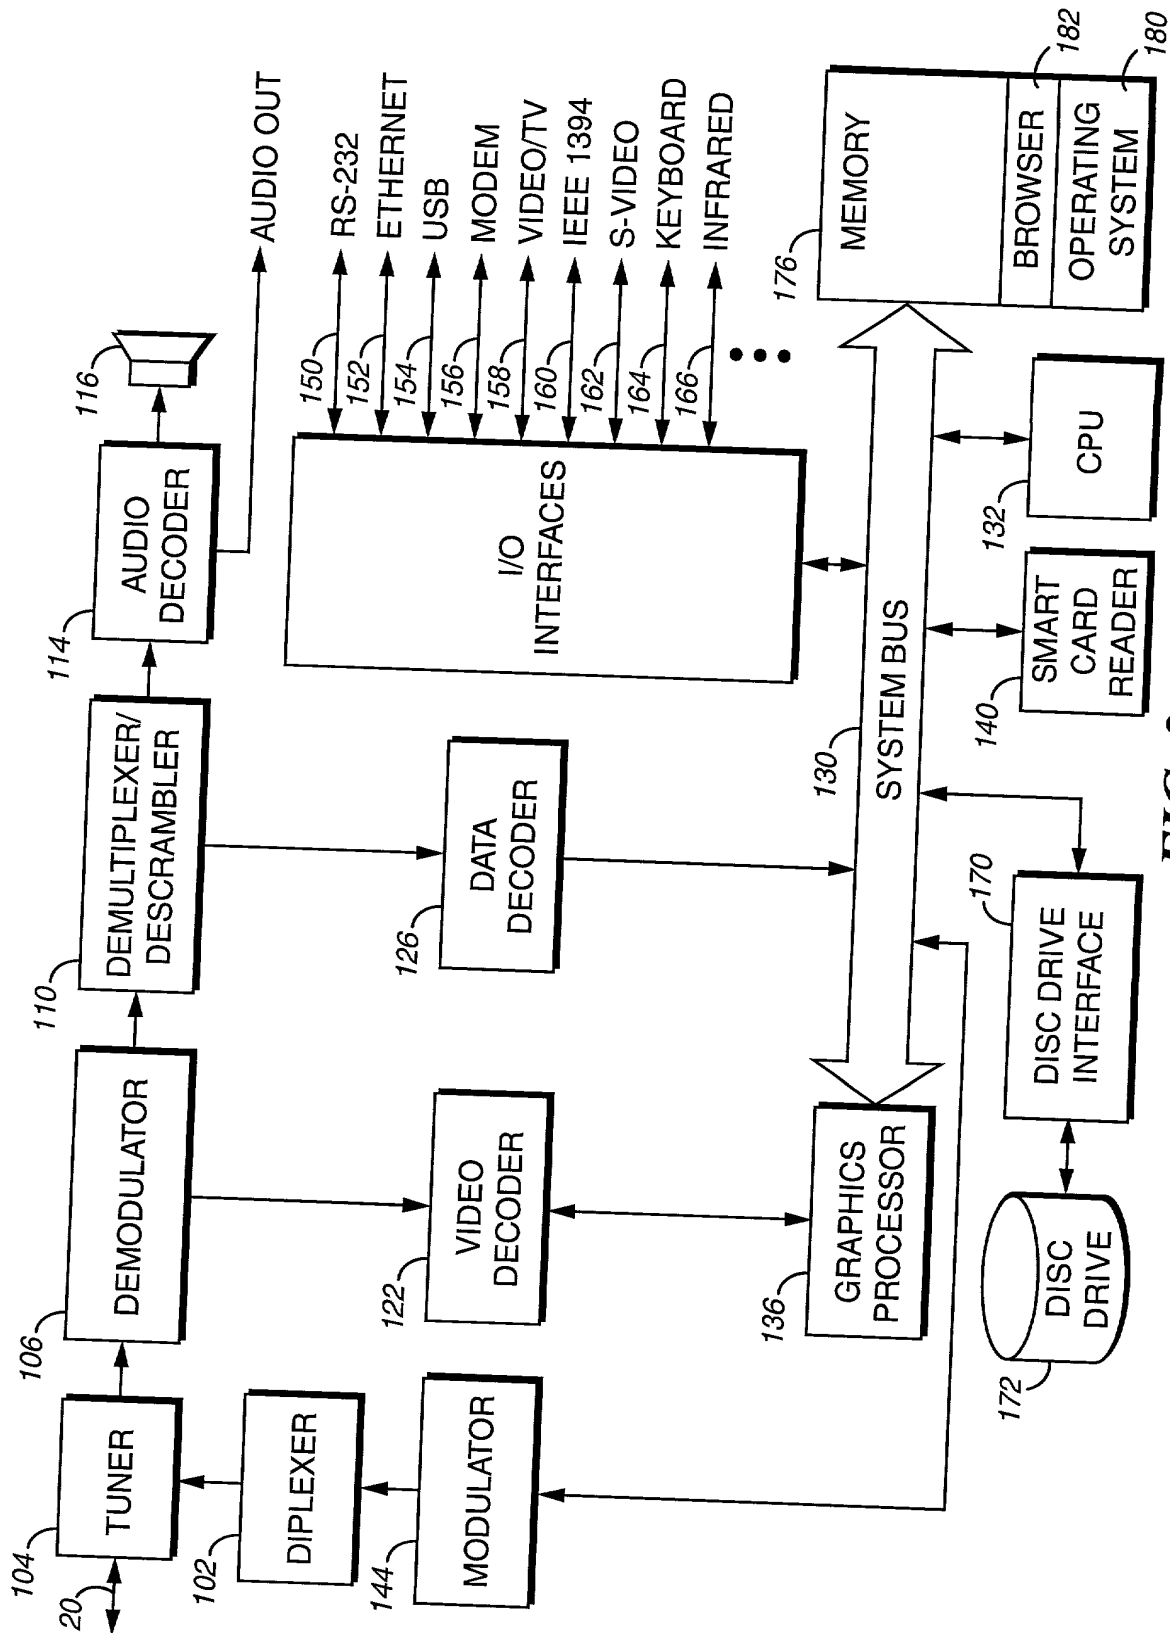 20
104
TUNER
106
DEMODULATOR
110
DEMULTIPLEXER/
DESCRAMBLER
114
AUDIO
DECODER
116
AUDIO OUT
102
DIPLEXER
144
MODULATOR
122
VIDEO
DECODER
126
DATA
DECODER
I/O
INTERFACES
150
RS-232
152
ETHERNET
154
USB
156
MODEM
158
VIDEO/TV
160
IEEE 1394
162
S-VIDEO
164
KEYBOARD
166
INFRARED
136
GRAPHICS
PROCESSOR
130
SYSTEM BUS
176
MEMORY
BROWSER
182
OPERATING
SYSTEM
180
172
DISC
DRIVE
170
DISC DRIVE
INTERFACE
140
SMART
CARD
READER
132
CPU